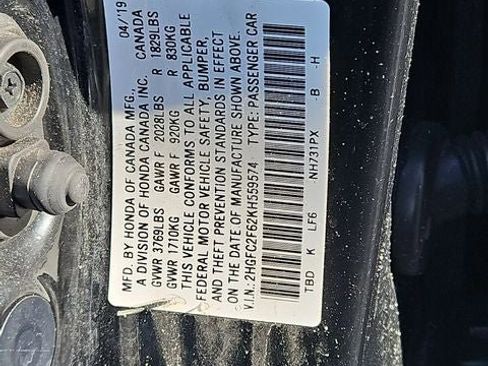 MFD. BY HONDA OF CANADA MFG., 04/19
A DIVISION OF HONDA CANADA INC. CANADA
GVWR 3769LBS GAWR F 2028LBS R 1829LBS
GVWR 1710KG GAWR F 920KG R 830KG
THIS VEHICLE CONFORMS TO ALL APPLICABLE
FEDERAL MOTOR VEHICLE SAFETY, BUMPER,
AND THEFT PREVENTION STANDARDS IN EFFECT
ON THE DATE OF MANUFACTURE SHOWN ABOVE.
V.I.N.: 2HGFC2F62KH559574 TYPE: PASSENGER CAR
TBD K LF6 NH731PX -B -H